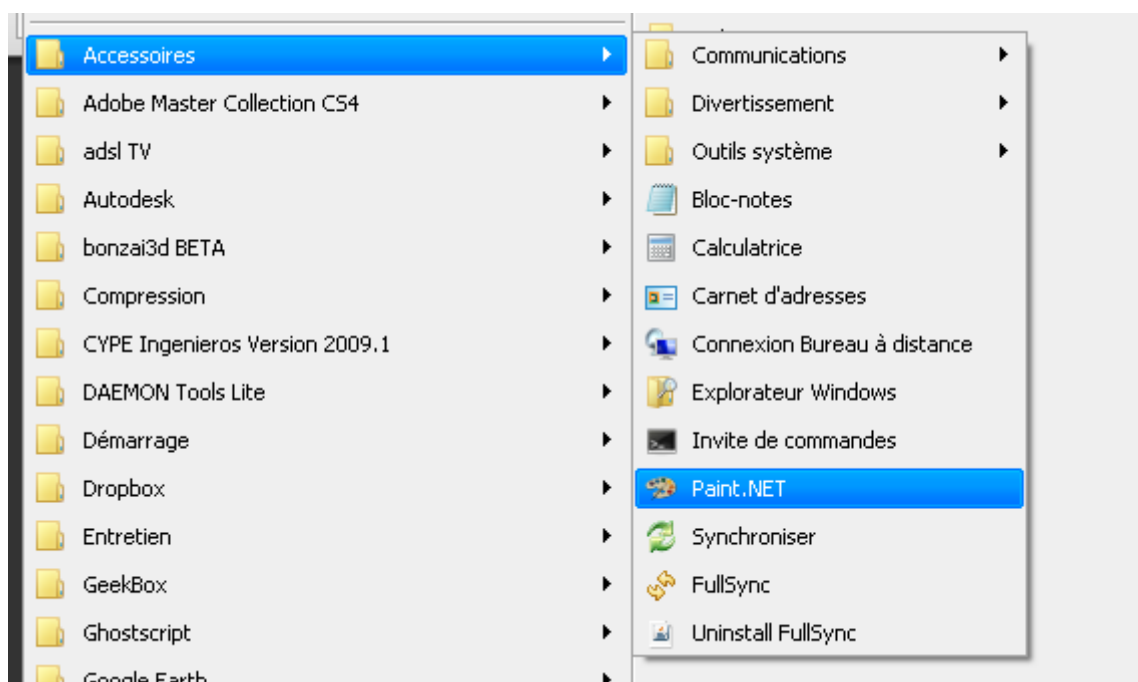 Accessoires
Adobe Master Collection CS4
adsl TV
Autodesk
bonzai3d BETA
Compression
CYPE Ingenieros Version 2009.1
DAEMON Tools Lite
Démarrage
Dropbox
Entretien
GeekBox
Ghostscript
Google Earth
Communications
Divertissement
Outils système
Bloc-notes
Calculatrice
Carnet d'adresses
Connexion Bureau à distance
Explorateur Windows
Invite de commandes
Paint.NET
Synchroniser
FullSync
Uninstall FullSync